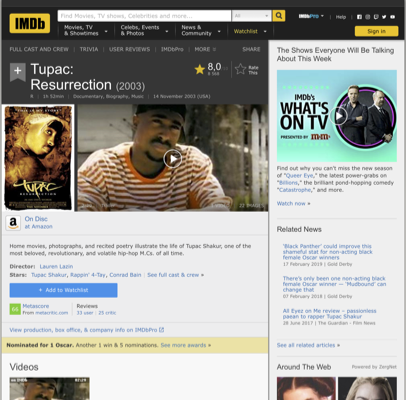 IMDb
Find Movies, TV shows, Celebrities and more...
All
IMDbPro
Help
Movies, TV
& Showtimes
Celebs, Events
& Photos
News &
Community
Watchlist
Sign in
FULL CAST AND CREW | TRIVIA | USER REVIEWS | IMDbPro | MORE
SHARE
Tupac:
Resurrection (2003)
8,0
Rate
This
R | 1h 52min | Documentary, Biography, Music | 14 November 2003 (USA)
tupac
RESURRECTION
On Disc
at Amazon
Home movies, photographs, and recited poetry illustrate the life of Tupac Shakur, one of the
most beloved, revolutionary, and volatile hip-hop M.C.s. of all time.
Director: Lauren Lazin
Stars: Tupac Shakur, Rappin' 4-Tay, Conrad Bain | See full cast & crew »
+ Add to Watchlist
Metascore
From metacritic.com
Reviews
33 user | 25 critic
View production, box office, & company info on IMDbPro
Nominated for 1 Oscar. Another 1 win & 5 nominations. See more awards »
Videos
The Shows Everyone Will Be Talking
About This Week
IMDb's
WHAT'S
ON TV
PRESENTED BY
Find out why you can't miss the new season
of "Queer Eye," the latest power-grabs on
"Billions," the brilliant pond-hopping comedy
"Catastrophe," and more.
Watch now »
Related News
'Black Panther' could improve this
shameful stat for non-acting black
female Oscar winners
17 February 2019 | Gold Derby
There's only been one non-acting black
female Oscar winner — 'Mudbound' can
change that
07 February 2018 | Gold Derby
All Eyez on Me review – passionless
paean to rapper Tupac Shakur
28 June 2017 | The Guardian - Film News
See all related articles »
Around The Web
Powered by ZergNet